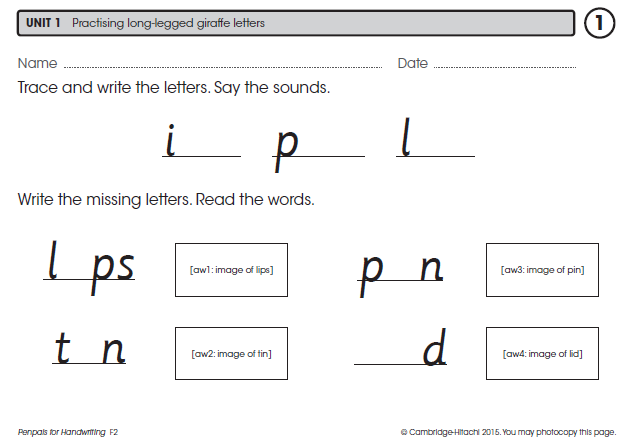 UNIT 1 Practising long-legged giraffe letters 1
Name Date
Trace and write the letters. Say the sounds.
i p l
Write the missing letters. Read the words.
l ps [aw1: image of lips] p n [aw3: image of pin]
t n [aw2: image of tin] d [aw4: image of lid]
Penpals for Handwriting F2 © Cambridge-Hitachi 2015. You may photocopy this page.